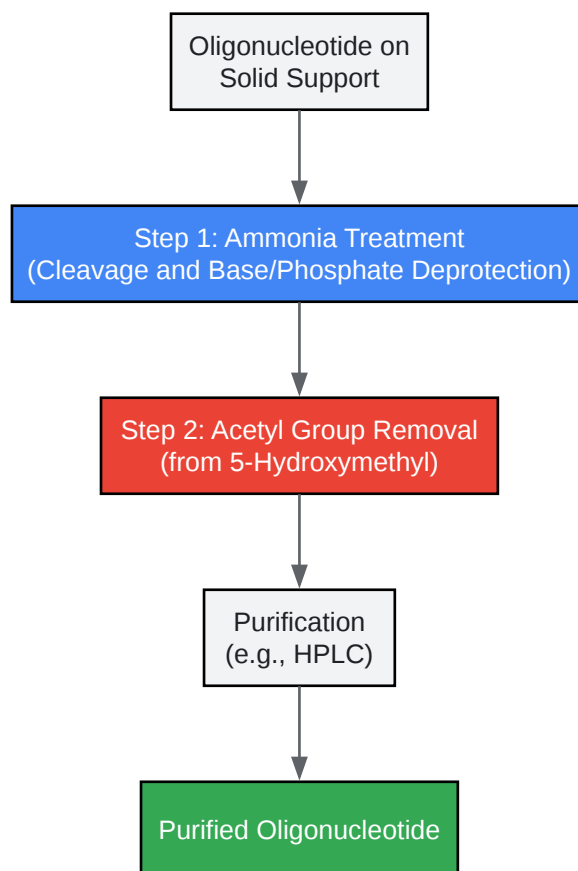 Oligonucleotide on
Solid Support
Step 1: Ammonia Treatment
(Cleavage and Base/Phosphate Deprotection)
Step 2: Acetyl Group Removal
(from 5-Hydroxymethyl)
Purification
(e.g., HPLC)
Purified Oligonucleotide